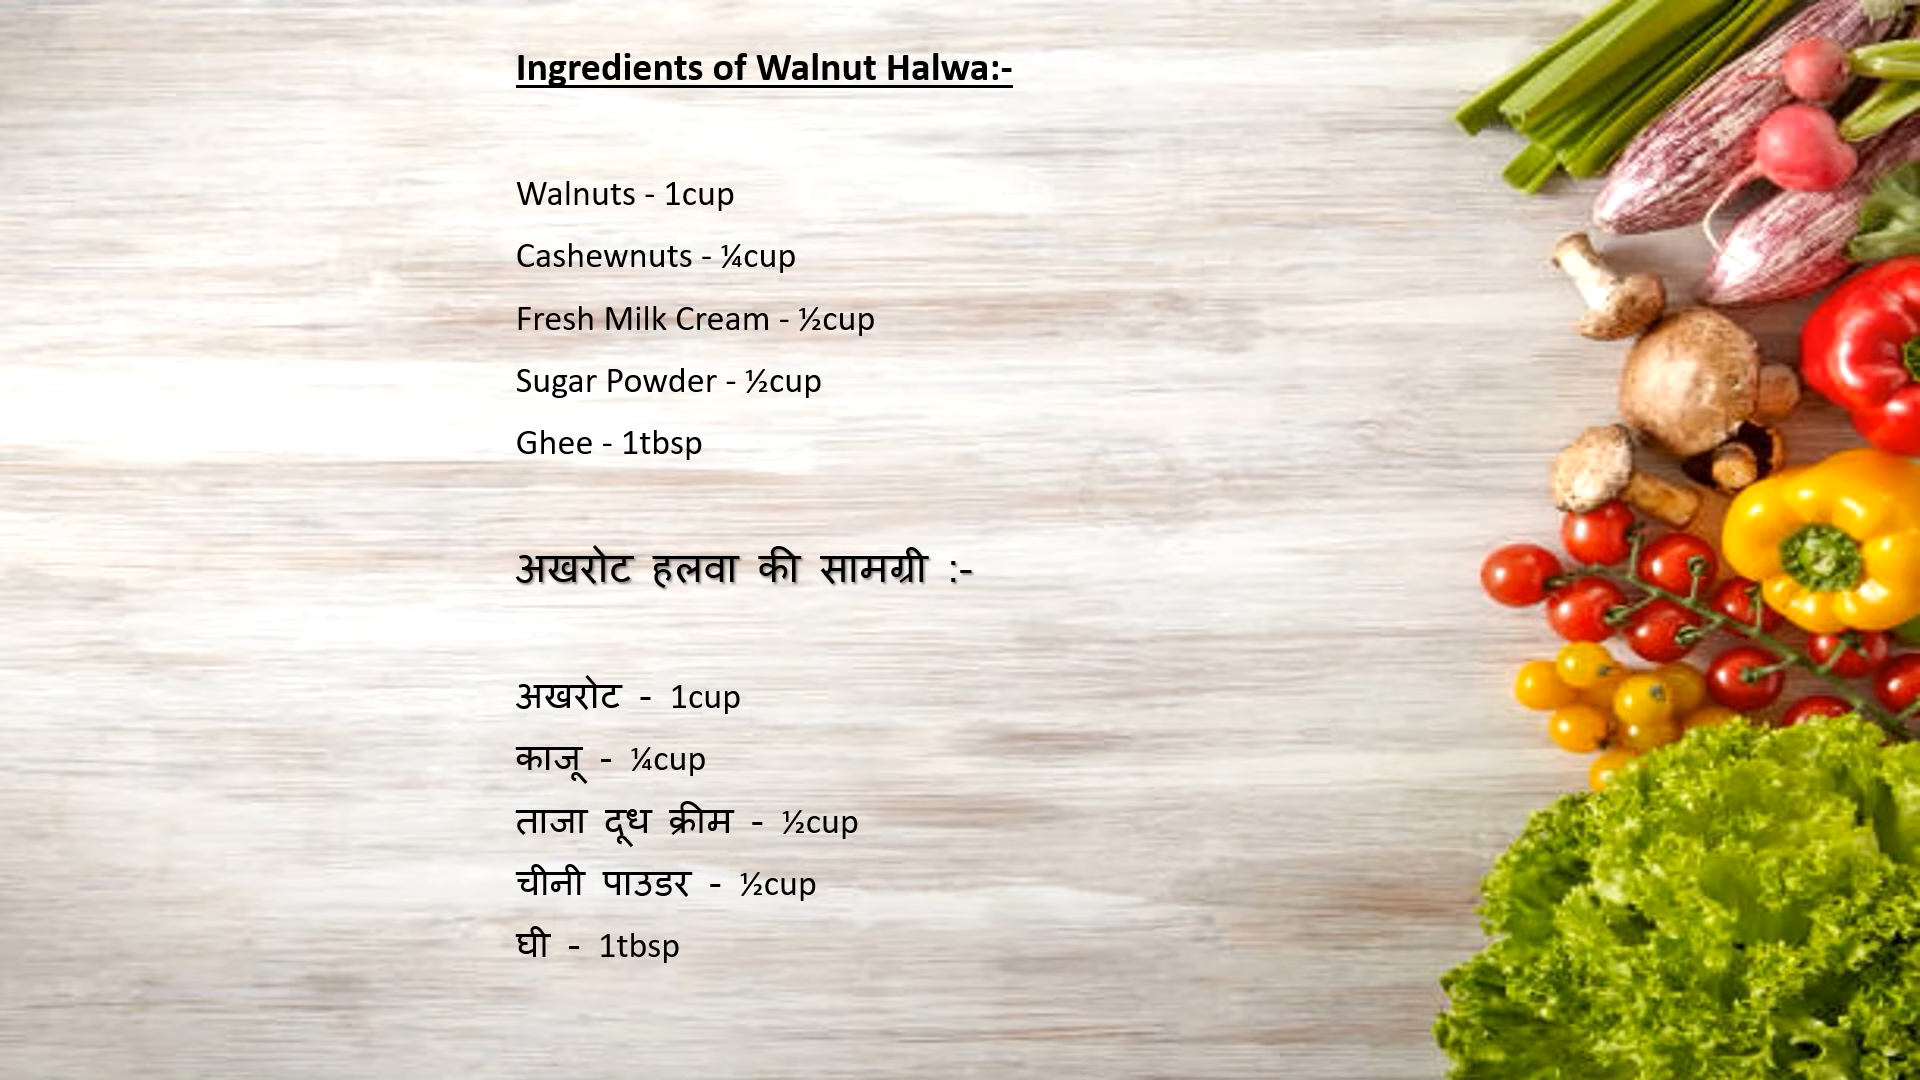 Ingredients of Walnut Halwa:-
Walnuts - 1cup
Cashewnuts - ¼cup
Fresh Milk Cream - ½cup
Sugar Powder - ½cup
Ghee - 1tbsp
अखरोट हलवा की सामग्री :-
अखरोट - 1cup
काजू - ¼cup
ताजा दूध क्रीम - ½cup
चीनी पाउडर - ½cup
घी - 1tbsp